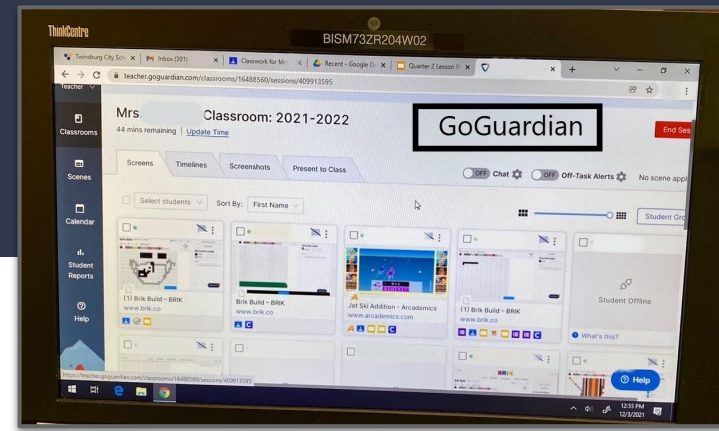 ThinkCentre
BISM73ZR204W02
Twinsburg City Scho
Inbox (301)
Classwork for Mrs
Recent - Google Dr
Quarter 2 Lesson Pl
teacher.goguardian.com/classrooms/16488560/sessions/409913595
Teacher
Mrs. Classroom: 2021-2022
44 mins remaining | Update Time
GoGuardian
End Ses
Classrooms
Screens
Timelines
Screenshots
Present to Class
OFF Chat
OFF Off-Task Alerts
No scene appl
Scenes
Select students
Sort By: First Name
Student Gro
Calendar
Student Reports
Help
(1) Brik Build – BRIK
www.brik.co
Brik Build – BRIK
www.brik.co
Jet Ski Addition - Arcademics
www.arcademics.com
(1) Brik Build – BRIK
www.brik.co
Student Offline
What's this?
BRIK
Help
https://teacher.goguardian.com/classrooms/16488560/sessions/409913595
12:55 PM
12/3/2021